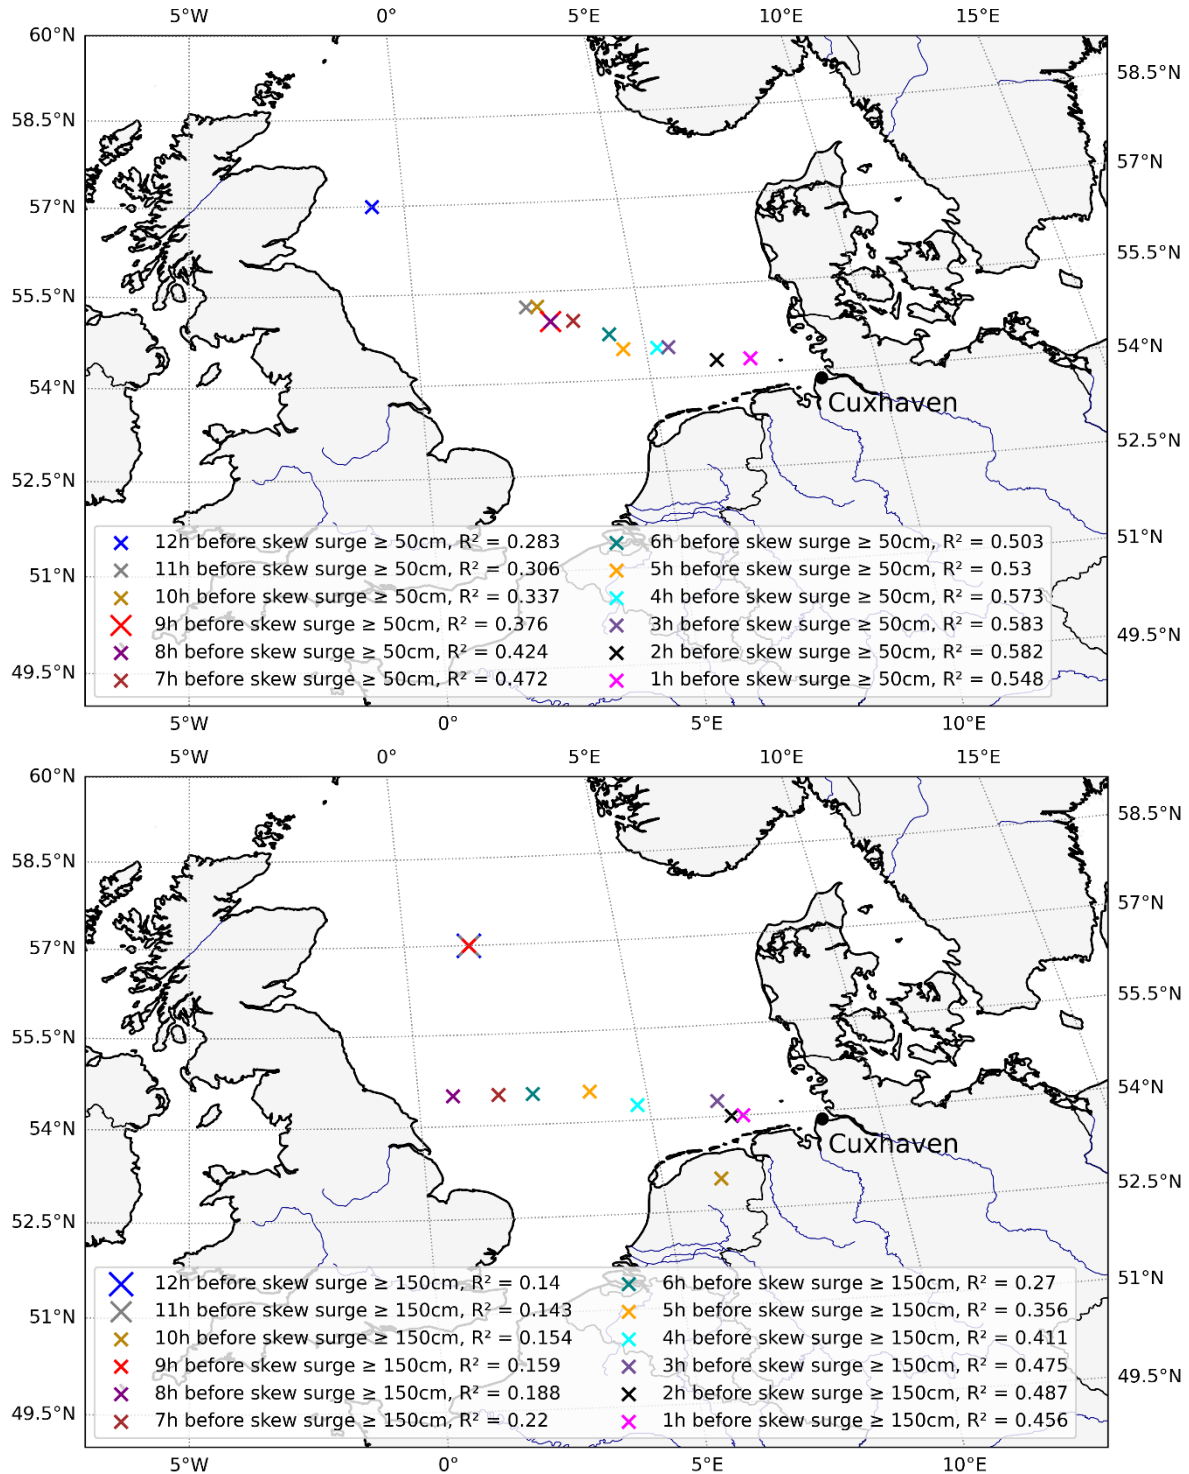 5°W 0° 5°E 10°E 15°E
60°N
58.5°N
58.5°N
57°N
57°N
55.5°N
55.5°N
54°N
54°N
Cuxhaven
52.5°N
52.5°N
12h before skew surge ≥ 50cm, R² = 0.283
11h before skew surge ≥ 50cm, R² = 0.306
10h before skew surge ≥ 50cm, R² = 0.337
9h before skew surge ≥ 50cm, R² = 0.376
8h before skew surge ≥ 50cm, R² = 0.424
7h before skew surge ≥ 50cm, R² = 0.472
6h before skew surge ≥ 50cm, R² = 0.503
5h before skew surge ≥ 50cm, R² = 0.53
4h before skew surge ≥ 50cm, R² = 0.573
3h before skew surge ≥ 50cm, R² = 0.583
2h before skew surge ≥ 50cm, R² = 0.582
1h before skew surge ≥ 50cm, R² = 0.548
51°N
51°N
49.5°N
49.5°N
5°W 0° 5°E 10°E
5°W 0° 5°E 10°E 15°E
60°N
58.5°N
58.5°N
57°N
57°N
55.5°N
55.5°N
54°N
54°N
Cuxhaven
52.5°N
52.5°N
12h before skew surge ≥ 150cm, R² = 0.14
11h before skew surge ≥ 150cm, R² = 0.143
10h before skew surge ≥ 150cm, R² = 0.154
9h before skew surge ≥ 150cm, R² = 0.159
8h before skew surge ≥ 150cm, R² = 0.188
7h before skew surge ≥ 150cm, R² = 0.22
6h before skew surge ≥ 150cm, R² = 0.27
5h before skew surge ≥ 150cm, R² = 0.356
4h before skew surge ≥ 150cm, R² = 0.411
3h before skew surge ≥ 150cm, R² = 0.475
2h before skew surge ≥ 150cm, R² = 0.487
1h before skew surge ≥ 150cm, R² = 0.456
51°N
51°N
49.5°N
49.5°N
5°W 0° 5°E 10°E